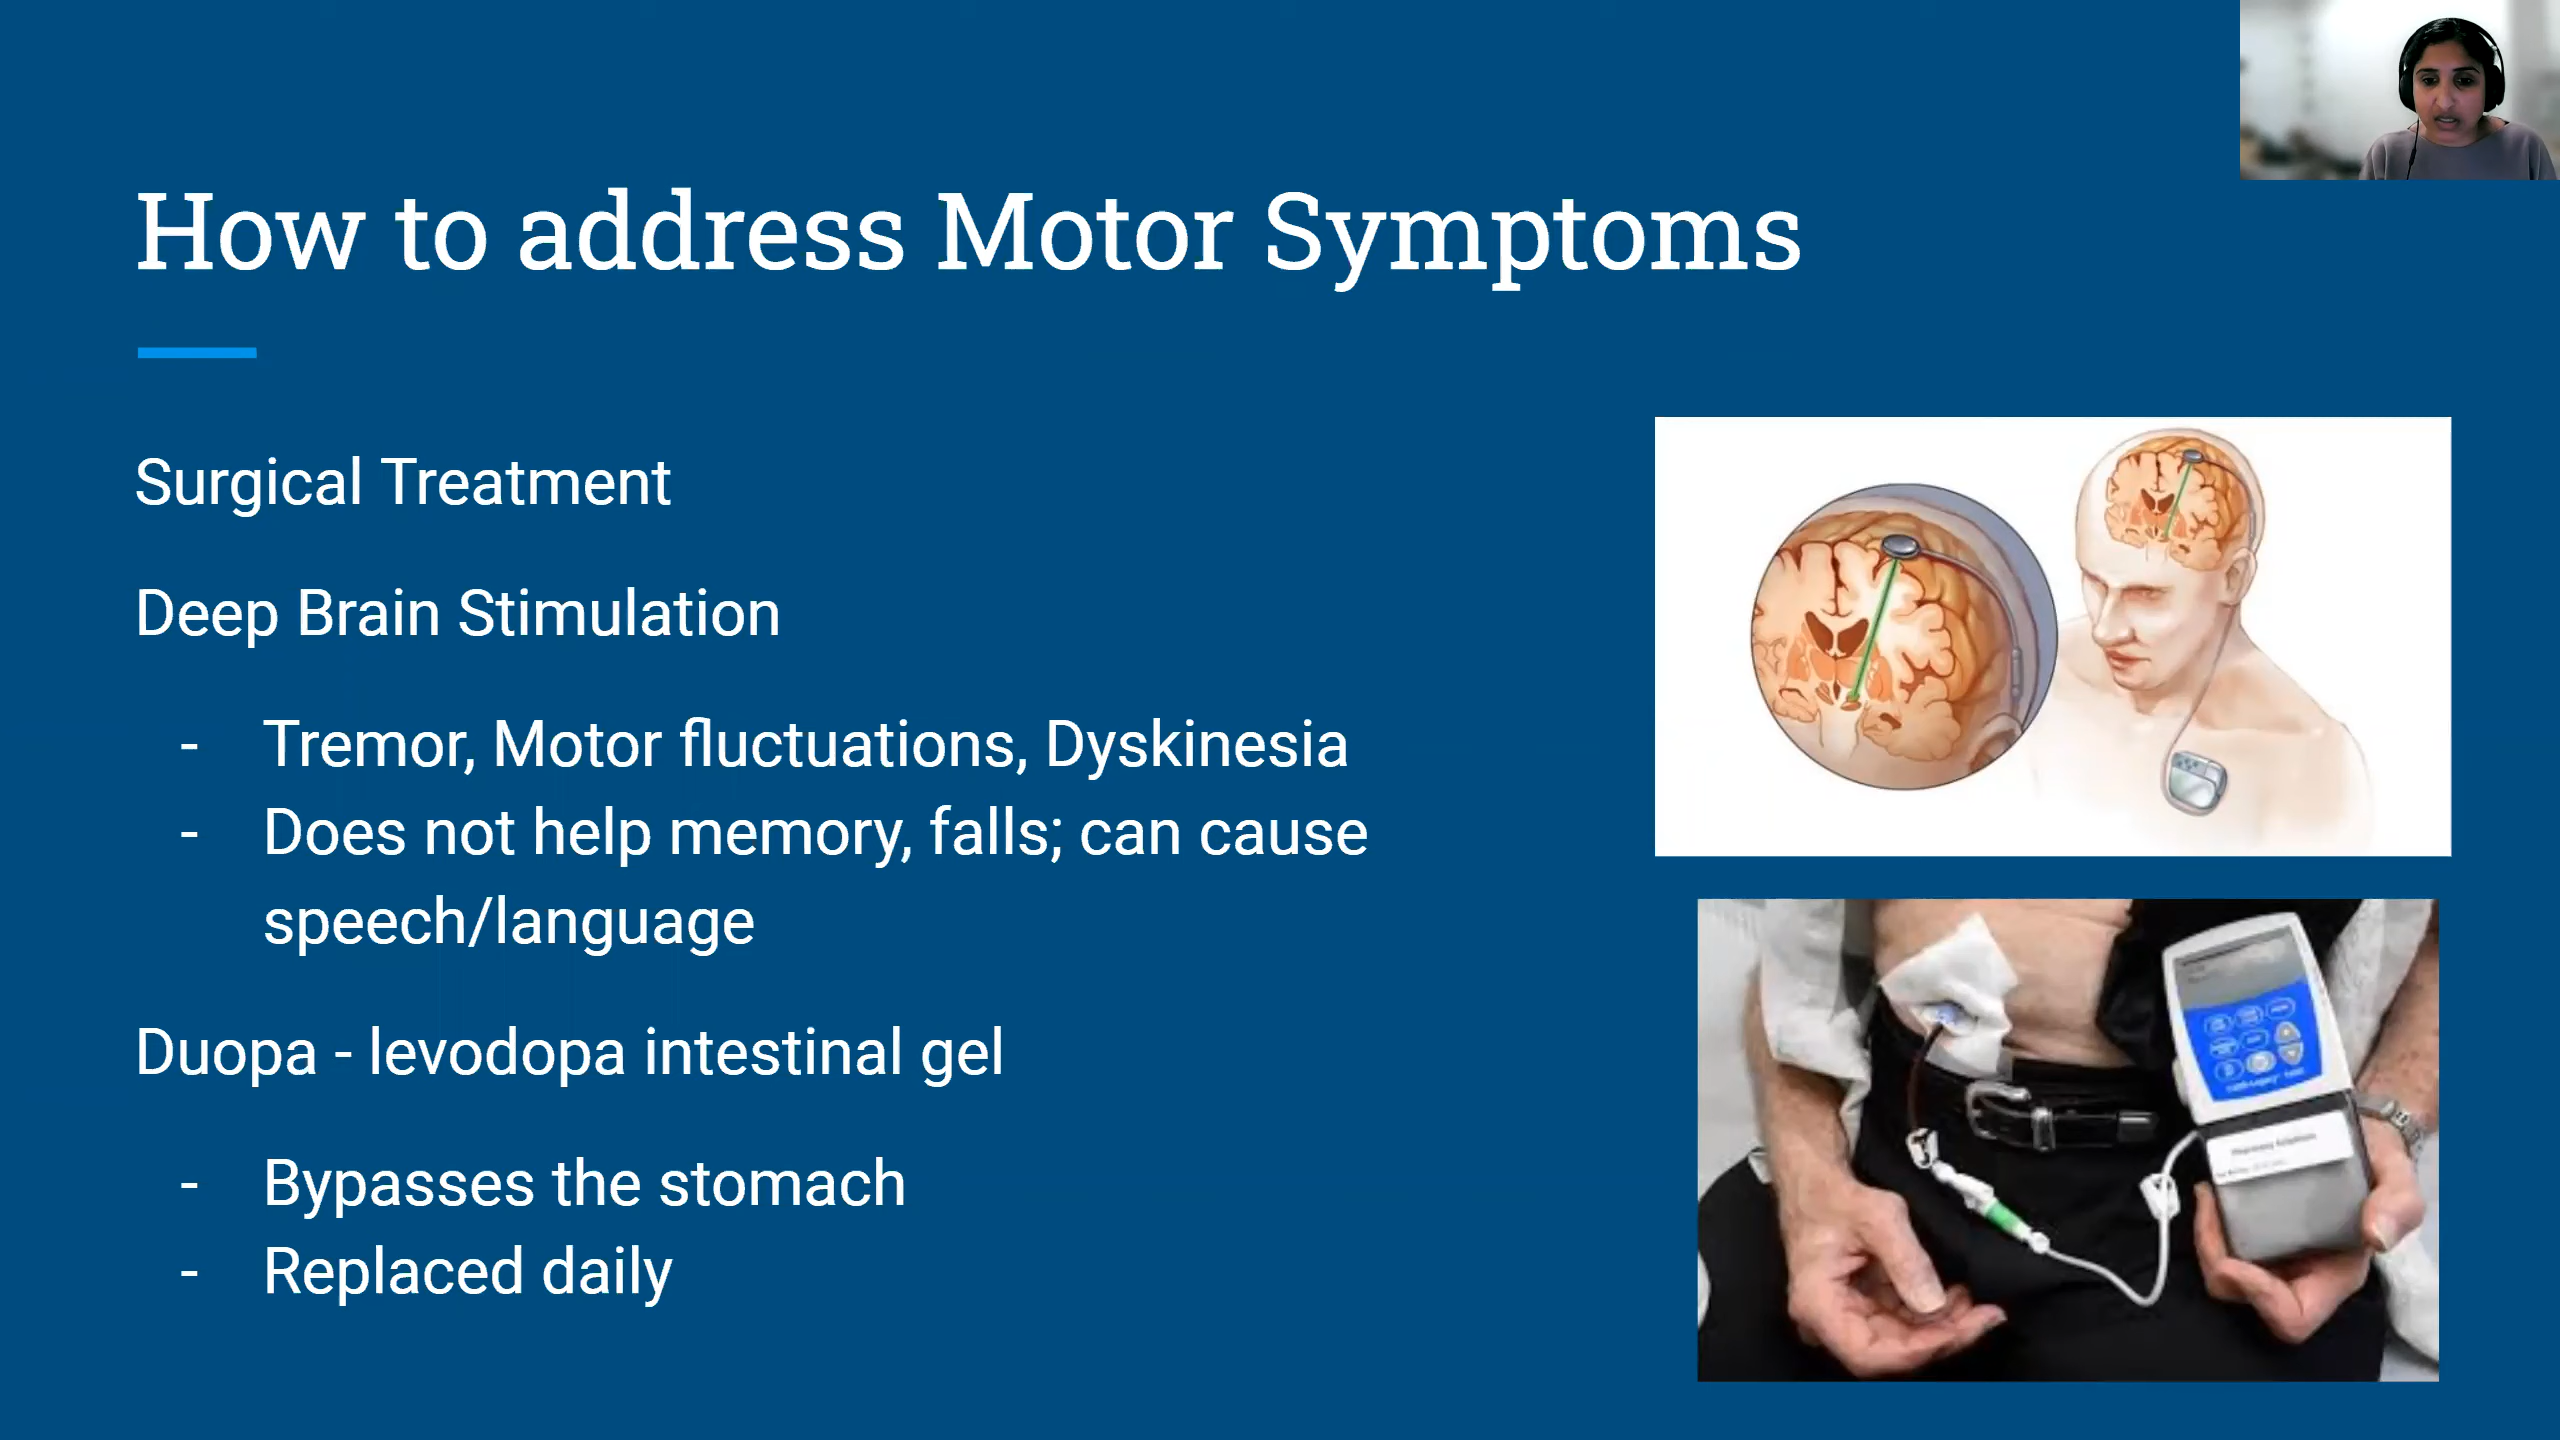 How to address Motor Symptoms
Surgical Treatment
Deep Brain Stimulation
- Tremor, Motor fluctuations, Dyskinesia
- Does not help memory, falls; can cause
speech/language
Duopa - levodopa intestinal gel
- Bypasses the stomach
- Replaced daily